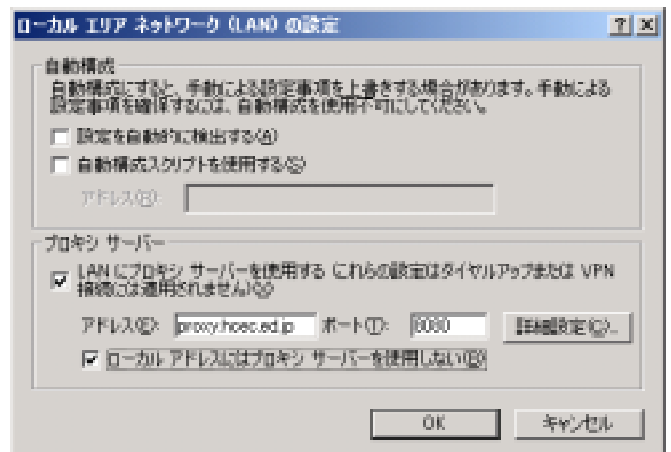 ローカル エリア ネットワーク (LAN) の設定
自動構成
自動構成にすると、手動による設定事項を上書きする場合があります。手動による
設定事項を確保するには、自動構成を使用不可にしてください。
設定を自動的に検出する(A)
自動構成スクリプトを使用する(S)
アドレス(R):
プロキシ サーバー
LAN にプロキシ サーバーを使用する (これらの設定はダイヤルアップまたは VPN
接続には適用されません)(X)
アドレス(E): proxy.hcec.ed.jp ポート(T): 8080 詳細設定(C)...
ローカル アドレスにはプロキシ サーバーを使用しない(B)
OK キャンセル